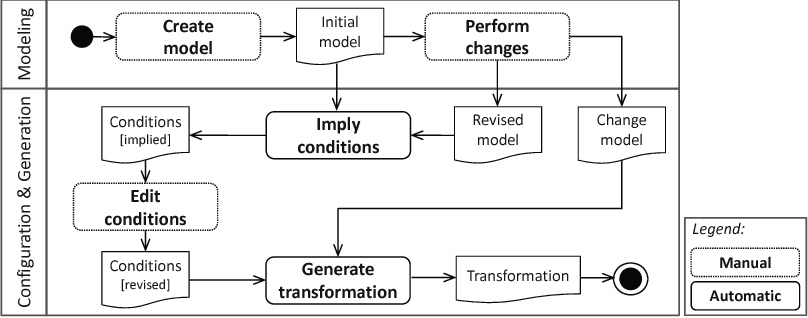 Modeling
Create
model
Initial
model
Perform
changes
Configuration & Generation
Conditions
[implied]
Imply
conditions
Revised
model
Change
model
Edit
conditions
Conditions
[revised]
Generate
transformation
Transformation
Legend:
Manual
Automatic